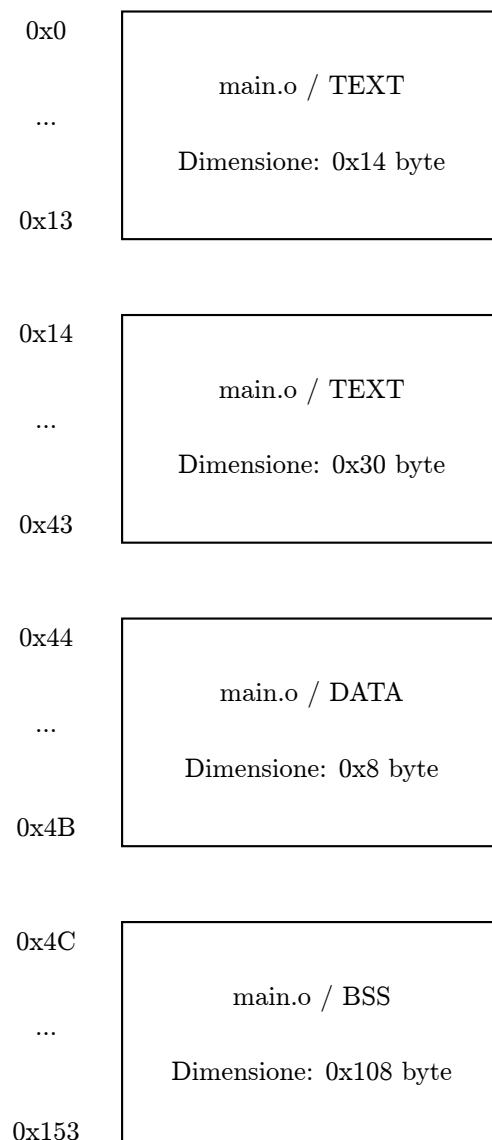 0x0
main.o / TEXT
...
Dimensione: 0x14 byte
0x13
0x14
main.o / TEXT
...
Dimensione: 0x30 byte
0x43
0x44
main.o / DATA
...
Dimensione: 0x8 byte
0x4B
0x4C
main.o / BSS
...
Dimensione: 0x108 byte
0x153